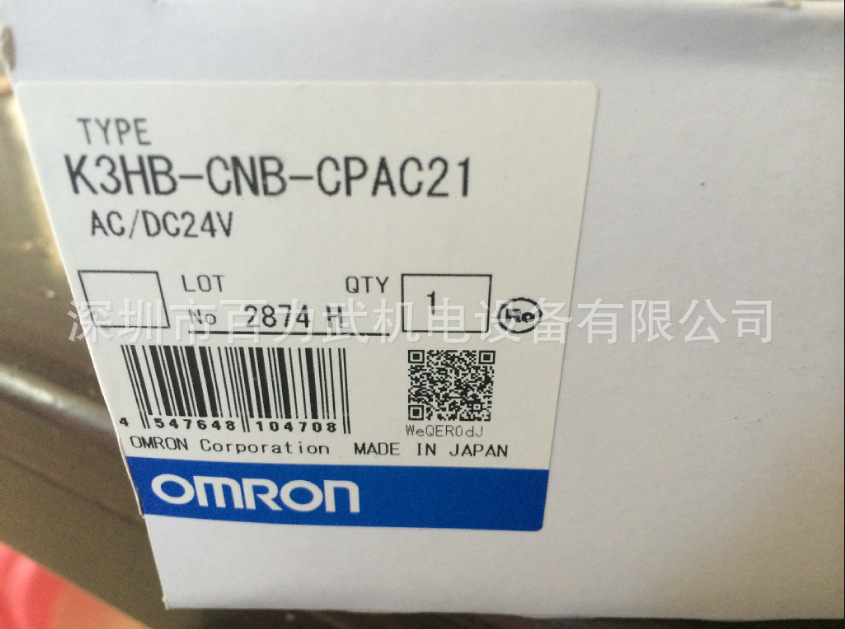 TYPE
K3HB-CNB-CPAC21
AC/DC24V
LOT No 2874 H
QTY 1
深圳市百力武机电设备有限公司
4 547648 104708
WeQER0dJ
OMRON Corporation MADE IN JAPAN
OMRON